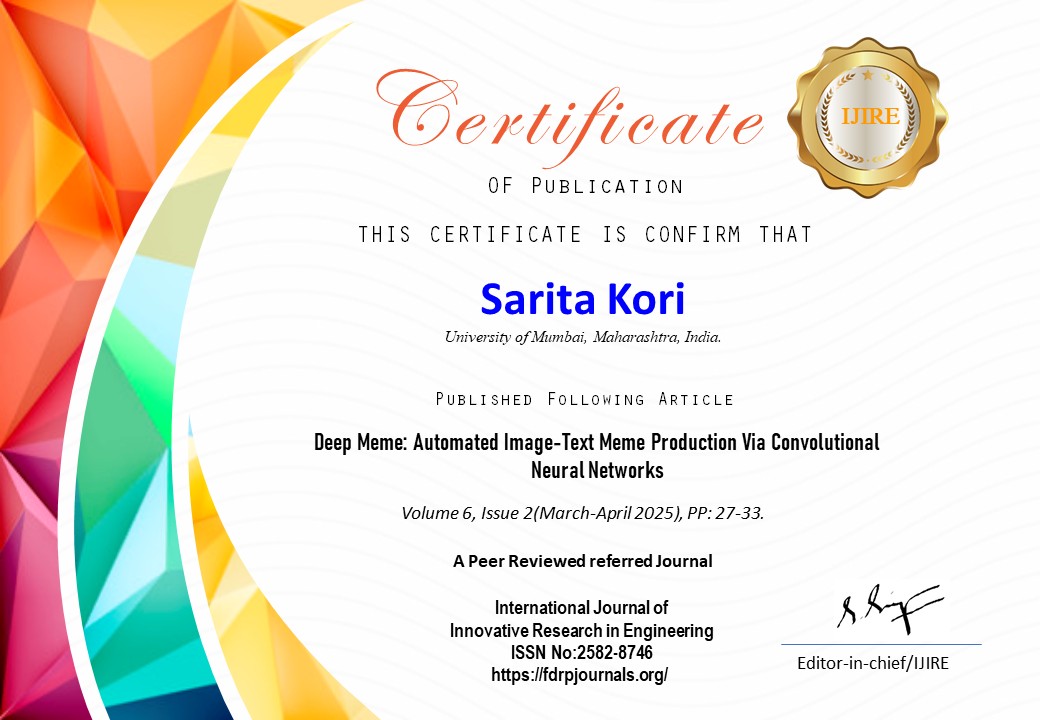 Certificate
IJIRE
OF PUBLICATION
THIS CERTIFICATE IS CONFIRM THAT
Sarita Kori
University of Mumbai, Maharashtra, India.
PUBLISHED FOLLOWING ARTICLE
Deep Meme: Automated Image-Text Meme Production Via Convolutional
Neural Networks
Volume 6, Issue 2(March-April 2025), PP: 27-33.
A Peer Reviewed referred Journal
International Journal of
Innovative Research in Engineering
ISSN No:2582-8746
https://fdrpjournals.org/
Editor-in-chief/IJIRE